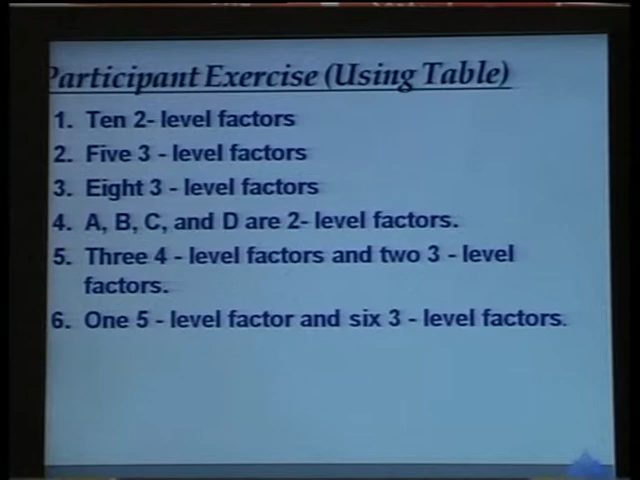 Participant Exercise (Using Table)
1. Ten 2- level factors
2. Five 3 - level factors
3. Eight 3 - level factors
4. A, B, C, and D are 2- level factors.
5. Three 4 - level factors and two 3 - level
factors.
6. One 5 - level factor and six 3 - level factors.